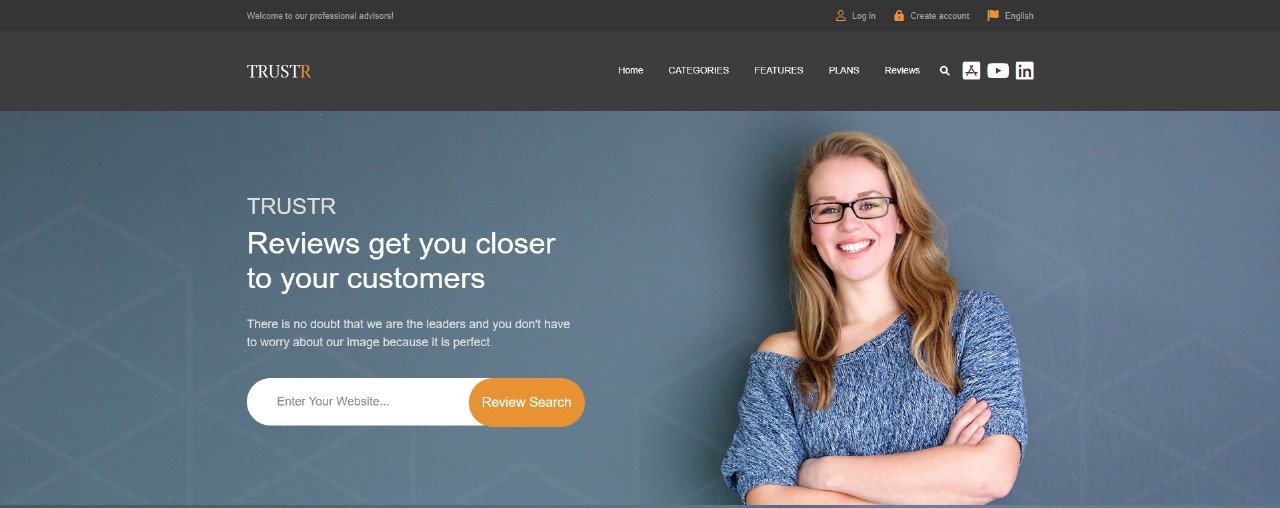 Welcome to our professional advisors!
Log in
Create account
English
TRUSTR
Home
CATEGORIES
FEATURES
PLANS
Reviews
in
TRUSTR
Reviews get you closer
to your customers
There is no doubt that we are the leaders and you don't have
to worry about our image because it is perfect.
Enter Your Website...
Review Search